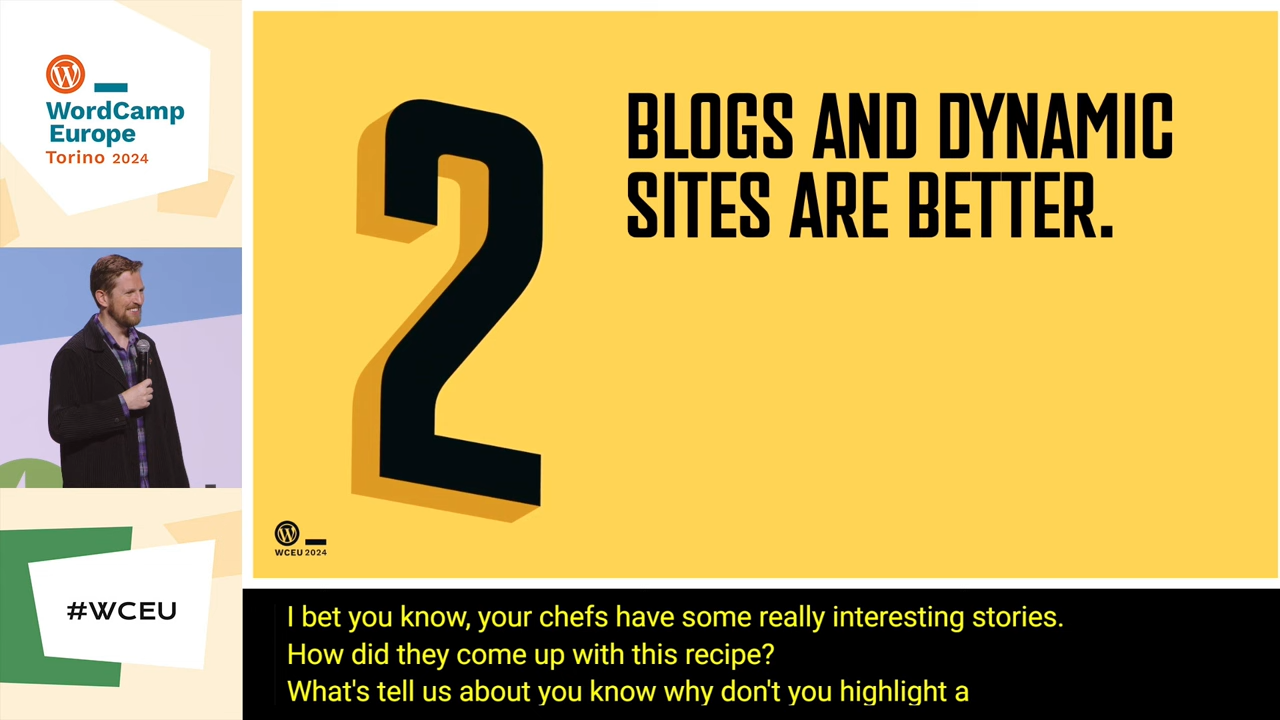 WordCamp
Europe
Torino 2024
#WCEU
2
BLOGS AND DYNAMIC
SITES ARE BETTER.
WCEU 2024
I bet you know, your chefs have some really interesting stories.
How did they come up with this recipe?
What's tell us about you know why don't you highlight a